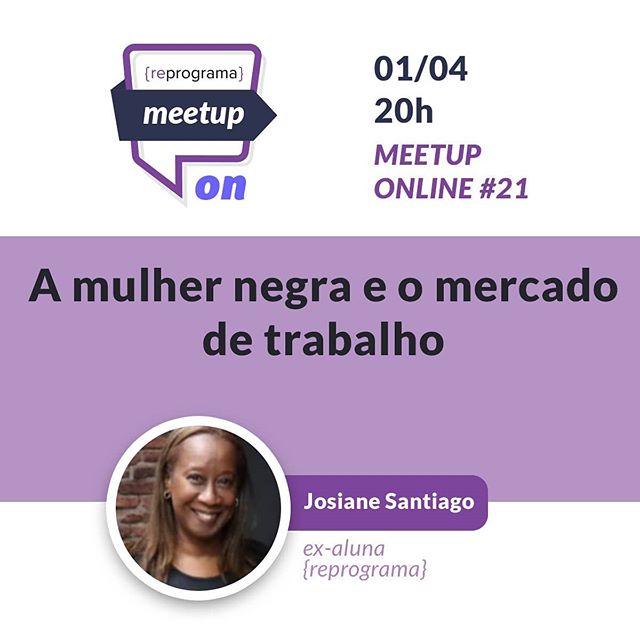 {reprograma}
meetup
on
01/04
20h
MEETUP
ONLINE #21
A mulher negra e o mercado
de trabalho
Josiane Santiago
ex-aluna
{reprograma}